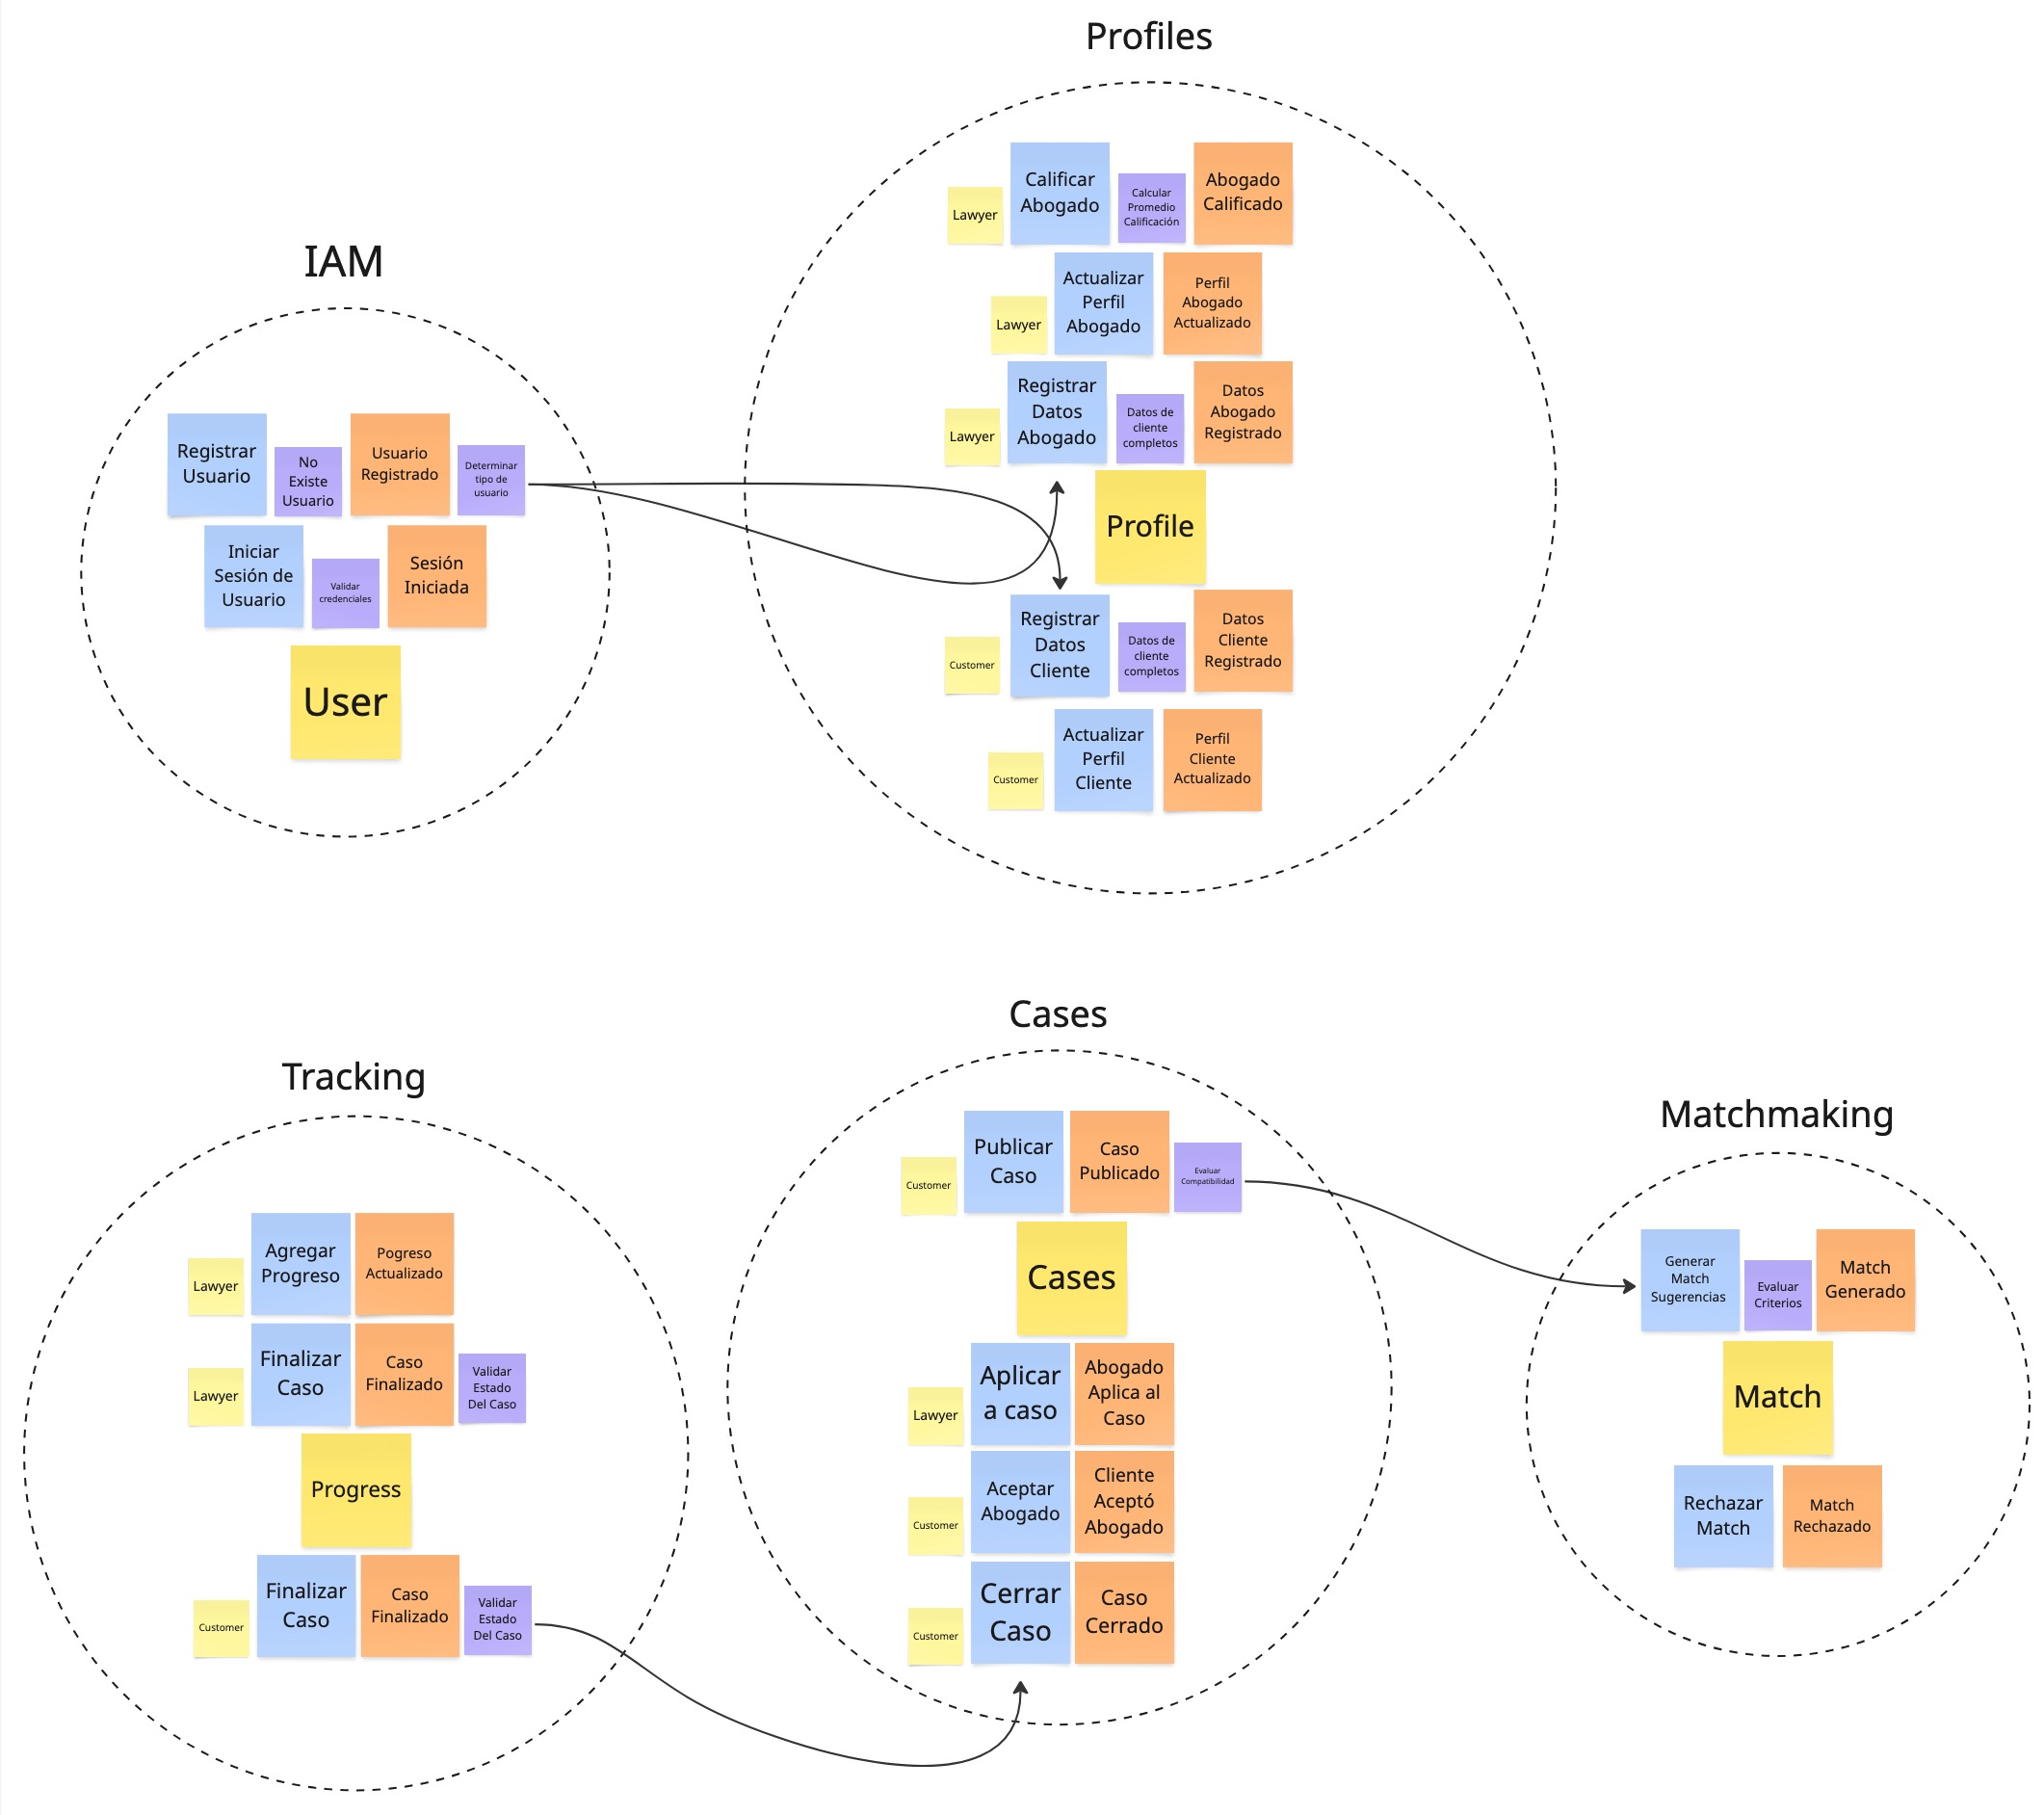 Profiles
Calificar
Abogado
Calcular
Promedio
Calificación
Abogado
Calificado
Lawyer
Actualizar
Perfil
Abogado
Perfil
Abogado
Actualizado
Lawyer
Registrar
Datos
Abogado
Datos de
cliente
completos
Datos
Abogado
Registrado
Lawyer
Profile
Registrar
Datos
Cliente
Datos de
cliente
completos
Datos
Cliente
Registrado
Customer
Actualizar
Perfil
Cliente
Perfil
Cliente
Actualizado
Customer
IAM
Registrar
Usuario
No
Existe
Usuario
Usuario
Registrado
Determinar
tipo de
usuario
Iniciar
Sesión de
Usuario
Validar
credenciales
Sesión
Iniciada
User
Tracking
Lawyer
Agregar
Progreso
Pogreso
Actualizado
Lawyer
Finalizar
Caso
Caso
Finalizado
Validar
Estado
Del Caso
Progress
Customer
Finalizar
Caso
Caso
Finalizado
Validar
Estado
Del Caso
Cases
Customer
Publicar
Caso
Caso
Publicado
Evaluar
Compatibilidad
Cases
Lawyer
Aplicar
a caso
Abogado
Aplica al
Caso
Customer
Aceptar
Abogado
Cliente
Aceptó
Abogado
Customer
Cerrar
Caso
Caso
Cerrado
Matchmaking
Generar
Match
Sugerencias
Evaluar
Criterios
Match
Generado
Match
Rechazar
Match
Match
Rechazado